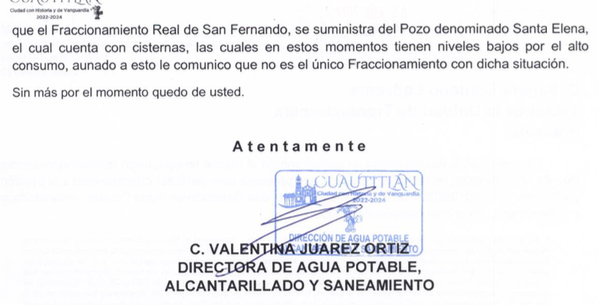 CUAUTITLÁN
Ciudad con Historia y de Vanguardia
2022-2024
que el Fraccionamiento Real de San Fernando, se suministra del Pozo denominado Santa Elena,
el cual cuenta con cisternas, las cuales en estos momentos tienen niveles bajos por el alto
consumo, aunado a esto le comunico que no es el único Fraccionamiento con dicha situación.
Sin más por el momento quedo de usted.
Atentamente
CUAUTITLÁN
Ciudad con Historia y de Vanguardia
2022-2024
DIRECCIÓN DE AGUA POTABLE
C. VALENTINA JUAREZ ORTIZ
DIRECTORA DE AGUA POTABLE,
ALCANTARILLADO Y SANEAMIENTO